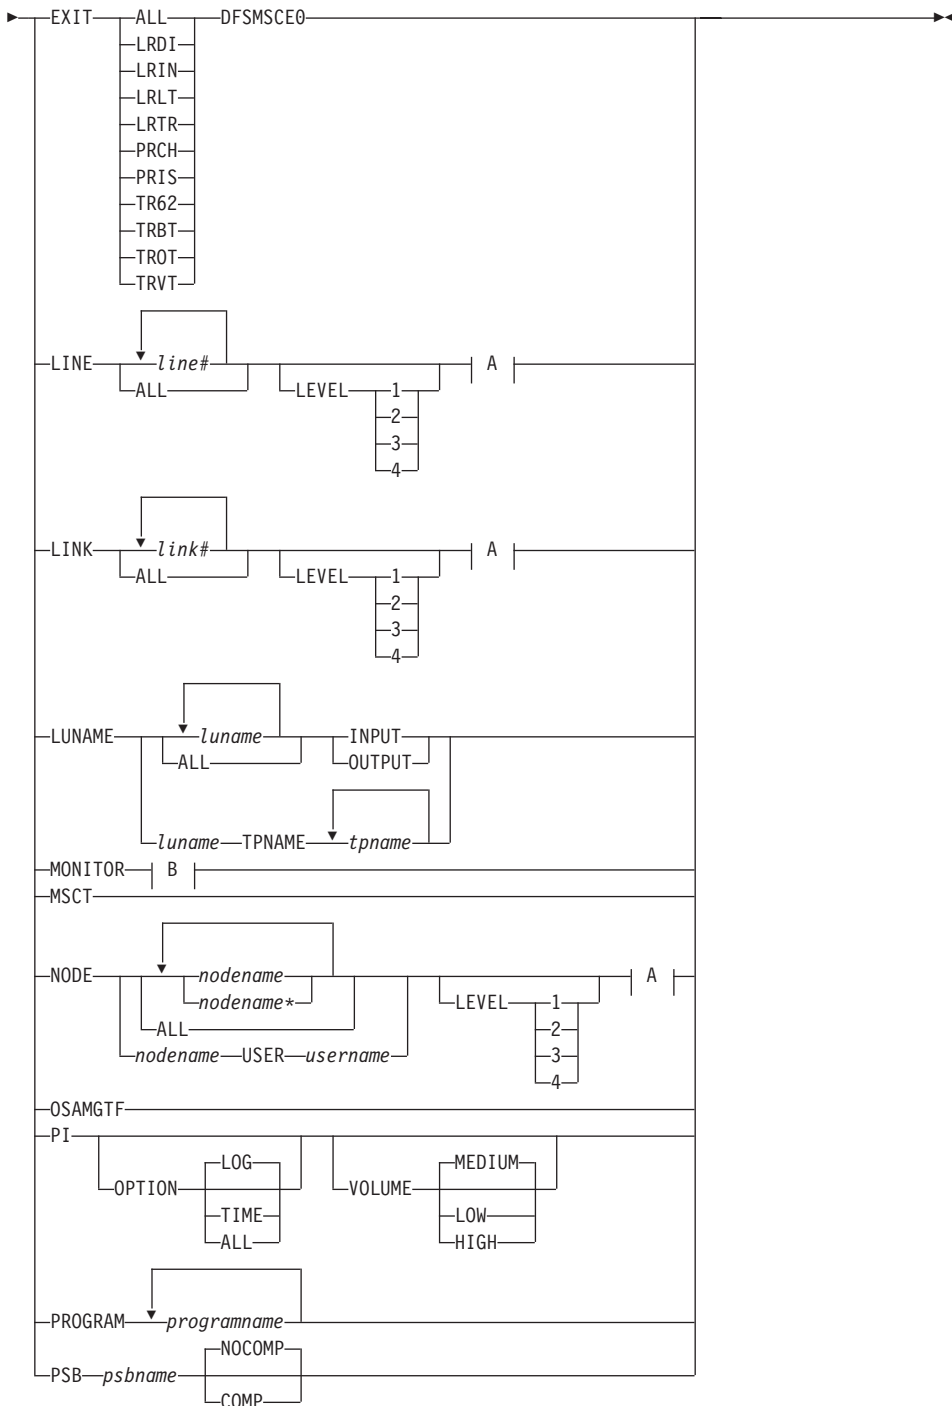 EXIT ALL DFSMSCE0
LRDI
LRIN
LRLT
LRTR
PRCH
PRIS
TR62
TRBT
TROT
TRVT
LINE line# A
ALL LEVEL 1
2
3
4
LINK link# A
ALL LEVEL 1
2
3
4
LUNAME luname INPUT
ALL OUTPUT
luname TPNAME tpname
MONITOR B
MSCT
NODE nodename A
nodename* LEVEL 1
ALL 2
nodename USER username 3
4
OSAMGTF
PI
LOG MEDIUM
OPTION VOLUME
TIME LOW
ALL HIGH
PROGRAM programname
NOCOMP
PSB psbname
COMP